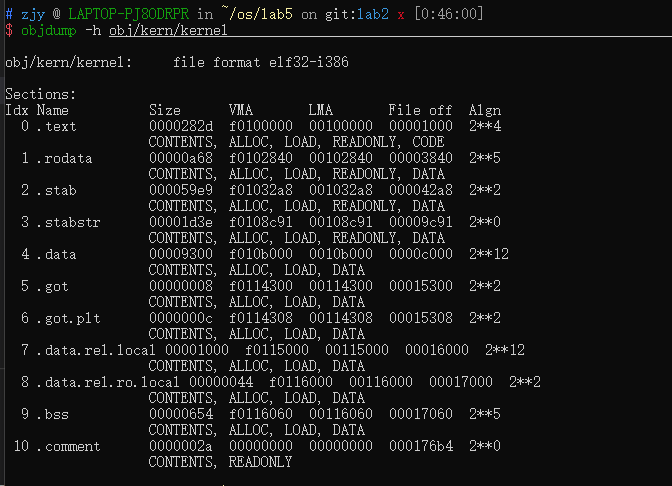 # zjy @ LAPTOP-PJ8ODRPR in ~/os/lab5 on git:lab2 x [0:46:00]
$ objdump -h obj/kern/kernel
obj/kern/kernel:     file format elf32-i386
Sections:
Idx Name          Size      VMA       LMA       File off  Algn
  0 .text         0000282d  f0100000  00100000  00001000  2**4
                  CONTENTS, ALLOC, LOAD, READONLY, CODE
  1 .rodata       00000a68  f0102840  00102840  00003840  2**5
                  CONTENTS, ALLOC, LOAD, READONLY, DATA
  2 .stab         000059e9  f01032a8  001032a8  000042a8  2**2
                  CONTENTS, ALLOC, LOAD, READONLY, DATA
  3 .stabstr      00001d3e  f0108c91  00108c91  00009c91  2**0
                  CONTENTS, ALLOC, LOAD, READONLY, DATA
  4 .data         00009300  f010b000  0010b000  0000c000  2**12
                  CONTENTS, ALLOC, LOAD, DATA
  5 .got          00000008  f0114300  00114300  00015300  2**2
                  CONTENTS, ALLOC, LOAD, DATA
  6 .got.plt      0000000c  f0114308  00114308  00015308  2**2
                  CONTENTS, ALLOC, LOAD, DATA
  7 .data.rel.local 00001000  f0115000  00115000  00016000  2**12
                  CONTENTS, ALLOC, LOAD, DATA
  8 .data.rel.ro.local 00000044  f0116000  00116000  00017000  2**2
                  CONTENTS, ALLOC, LOAD, DATA
  9 .bss          00000654  f0116060  00116060  00017060  2**5
                  CONTENTS, ALLOC, LOAD, DATA
 10 .comment      0000002a  00000000  00000000  000176b4  2**0
                  CONTENTS, READONLY